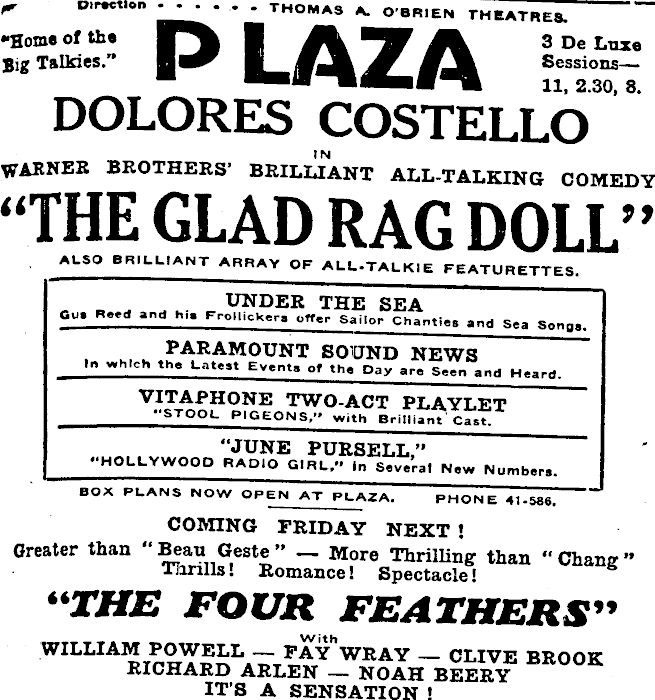 Direction . . . . . . THOMAS A. O'BRIEN THEATRES.
"Home of the
Big Talkies."
PLAZA
3 De Luxe
Sessions—
11, 2.30, 8.
DOLORES COSTELLO
IN
WARNER BROTHERS' BRILLIANT ALL-TALKING COMEDY
"THE GLAD RAG DOLL"
ALSO BRILLIANT ARRAY OF ALL-TALKIE FEATURETTES.
UNDER THE SEA
Gus Reed and his Frollickers offer Sailor Chanties and Sea Songs.
PARAMOUNT SOUND NEWS
In which the Latest Events of the Day are Seen and Heard.
VITAPHONE TWO-ACT PLAYLET
"STOOL PIGEONS," with Brilliant Cast.
"JUNE PURSELL,"
"HOLLYWOOD RADIO GIRL," in Several New Numbers.
BOX PLANS NOW OPEN AT PLAZA. PHONE 41-586.
COMING FRIDAY NEXT!
Greater than "Beau Geste" — More Thrilling than "Chang"
Thrills! Romance! Spectacle!
"THE FOUR FEATHERS"
With
WILLIAM POWELL — FAY WRAY — CLIVE BROOK
RICHARD ARLEN — NOAH BEERY
IT'S A SENSATION!